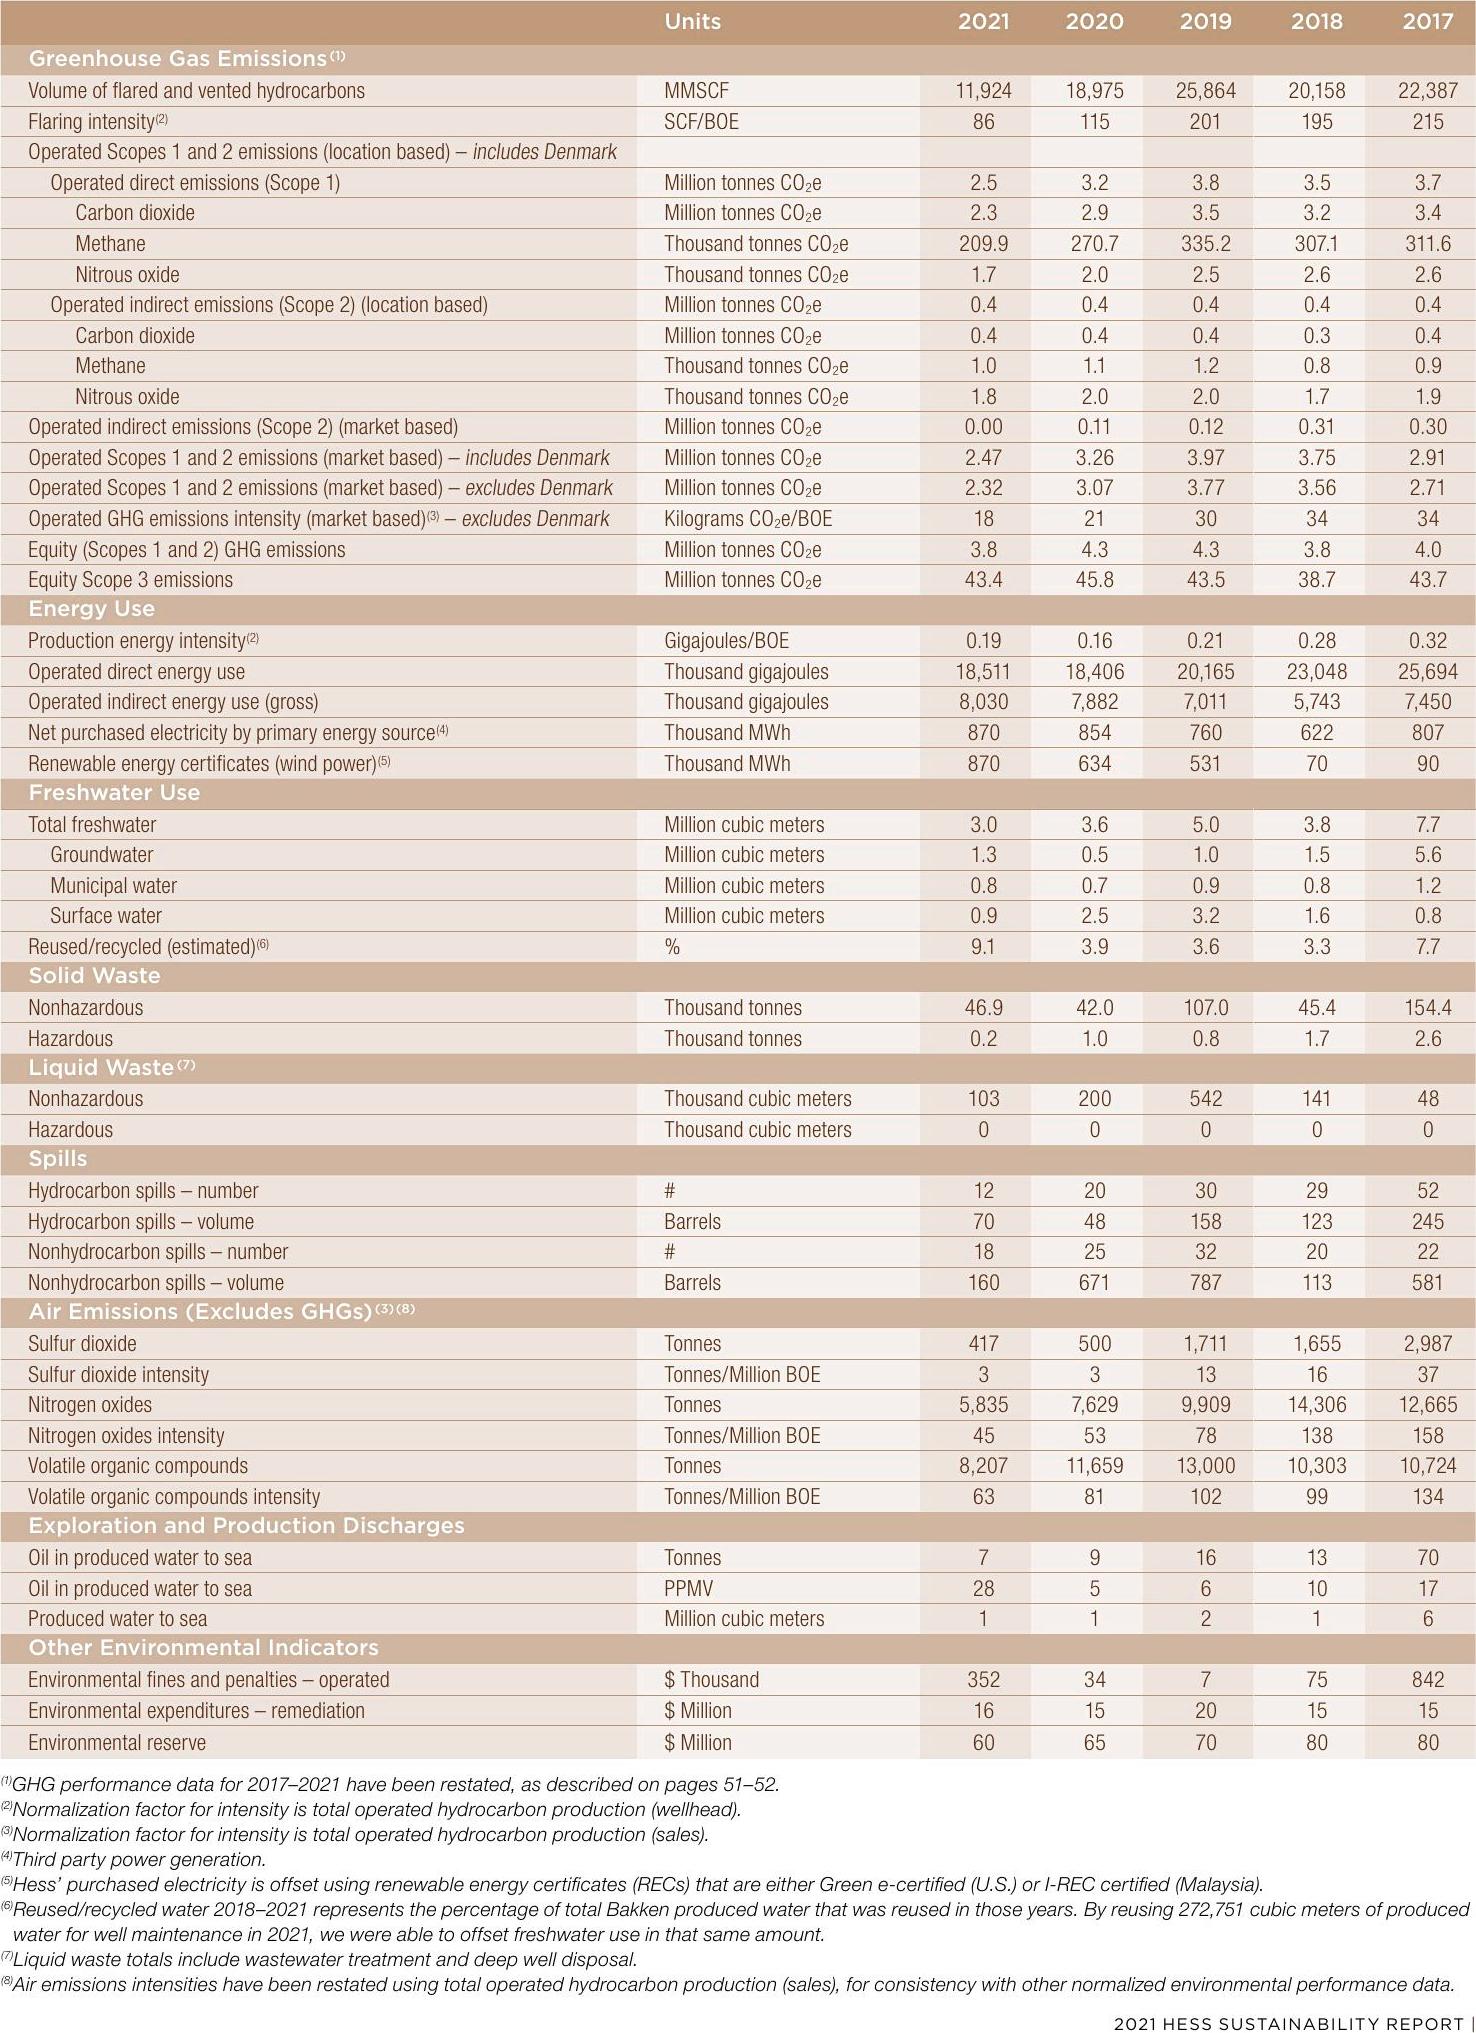 Units 2021 2020 2019 2018 2017
Greenhouse Gas Emissions(1)
Volume of flared and vented hydrocarbons MMSCF 11,924 18,975 25,864 20,158 22,387
Flaring intensity(2) SCF/BOE 86 115 201 195 215
Operated Scopes 1 and 2 emissions (location based) – includes Denmark
Operated direct emissions (Scope 1) Million tonnes CO2e 2.5 3.2 3.8 3.5 3.7
Carbon dioxide Million tonnes CO2e 2.3 2.9 3.5 3.2 3.4
Methane Thousand tonnes CO2e 209.9 270.7 335.2 307.1 311.6
Nitrous oxide Thousand tonnes CO2e 1.7 2.0 2.5 2.6 2.6
Operated indirect emissions (Scope 2) (location based) Million tonnes CO2e 0.4 0.4 0.4 0.4 0.4
Carbon dioxide Million tonnes CO2e 0.4 0.4 0.4 0.3 0.4
Methane Thousand tonnes CO2e 1.0 1.1 1.2 0.8 0.9
Nitrous oxide Thousand tonnes CO2e 1.8 2.0 2.0 1.7 1.9
Operated indirect emissions (Scope 2) (market based) Million tonnes CO2e 0.00 0.11 0.12 0.31 0.30
Operated Scopes 1 and 2 emissions (market based) – includes Denmark Million tonnes CO2e 2.47 3.26 3.97 3.75 2.91
Operated Scopes 1 and 2 emissions (market based) – excludes Denmark Million tonnes CO2e 2.32 3.07 3.77 3.56 2.71
Operated GHG emissions intensity (market based)(3) – excludes Denmark Kilograms CO2e/BOE 18 21 30 34 34
Equity (Scopes 1 and 2) GHG emissions Million tonnes CO2e 3.8 4.3 4.3 3.8 4.0
Equity Scope 3 emissions Million tonnes CO2e 43.4 45.8 43.5 38.7 43.7
Energy Use
Production energy intensity(2) Gigajoules/BOE 0.19 0.16 0.21 0.28 0.32
Operated direct energy use Thousand gigajoules 18,511 18,406 20,165 23,048 25,694
Operated indirect energy use (gross) Thousand gigajoules 8,030 7,882 7,011 5,743 7,450
Net purchased electricity by primary energy source(4) Thousand MWh 870 854 760 622 807
Renewable energy certificates (wind power)(5) Thousand MWh 870 634 531 70 90
Freshwater Use
Total freshwater Million cubic meters 3.0 3.6 5.0 3.8 7.7
Groundwater Million cubic meters 1.3 0.5 1.0 1.5 5.6
Municipal water Million cubic meters 0.8 0.7 0.9 0.8 1.2
Surface water Million cubic meters 0.9 2.5 3.2 1.6 0.8
Reused/recycled (estimated)(6) % 9.1 3.9 3.6 3.3 7.7
Solid Waste
Nonhazardous Thousand tonnes 46.9 42.0 107.0 45.4 154.4
Hazardous Thousand tonnes 0.2 1.0 0.8 1.7 2.6
Liquid Waste(7)
Nonhazardous Thousand cubic meters 103 200 542 141 48
Hazardous Thousand cubic meters 0 0 0 0 0
Spills
Hydrocarbon spills – number # 12 20 30 29 52
Hydrocarbon spills – volume Barrels 70 48 158 123 245
Nonhydrocarbon spills – number # 18 25 32 20 22
Nonhydrocarbon spills – volume Barrels 160 671 787 113 581
Air Emissions (Excludes GHGs)(3)(8)
Sulfur dioxide Tonnes 417 500 1,711 1,655 2,987
Sulfur dioxide intensity Tonnes/Million BOE 3 3 13 16 37
Nitrogen oxides Tonnes 5,835 7,629 9,909 14,306 12,665
Nitrogen oxides intensity Tonnes/Million BOE 45 53 78 138 158
Volatile organic compounds Tonnes 8,207 11,659 13,000 10,303 10,724
Volatile organic compounds intensity Tonnes/Million BOE 63 81 102 99 134
Exploration and Production Discharges
Oil in produced water to sea Tonnes 7 9 16 13 70
Oil in produced water to sea PPMV 28 5 6 10 17
Produced water to sea Million cubic meters 1 1 2 1 6
Other Environmental Indicators
Environmental fines and penalties – operated $ Thousand 352 34 7 75 842
Environmental expenditures – remediation $ Million 16 15 20 15 15
Environmental reserve $ Million 60 65 70 80 80
(1)GHG performance data for 2017–2021 have been restated, as described on pages 51–52.
(2)Normalization factor for intensity is total operated hydrocarbon production (wellhead).
(3)Normalization factor for intensity is total operated hydrocarbon production (sales).
(4)Third party power generation.
(5)Hess' purchased electricity is offset using renewable energy certificates (RECs) that are either Green e-certified (U.S.) or I-REC certified (Malaysia).
(6)Reused/recycled water 2018–2021 represents the percentage of total Bakken produced water that was reused in those years. By reusing 272,751 cubic meters of produced
water for well maintenance in 2021, we were able to offset freshwater use in that same amount.
(7)Liquid waste totals include wastewater treatment and deep well disposal.
(8)Air emissions intensities have been restated using total operated hydrocarbon production (sales), for consistency with other normalized environmental performance data.
2021 HESS SUSTAINABILITY REPORT |